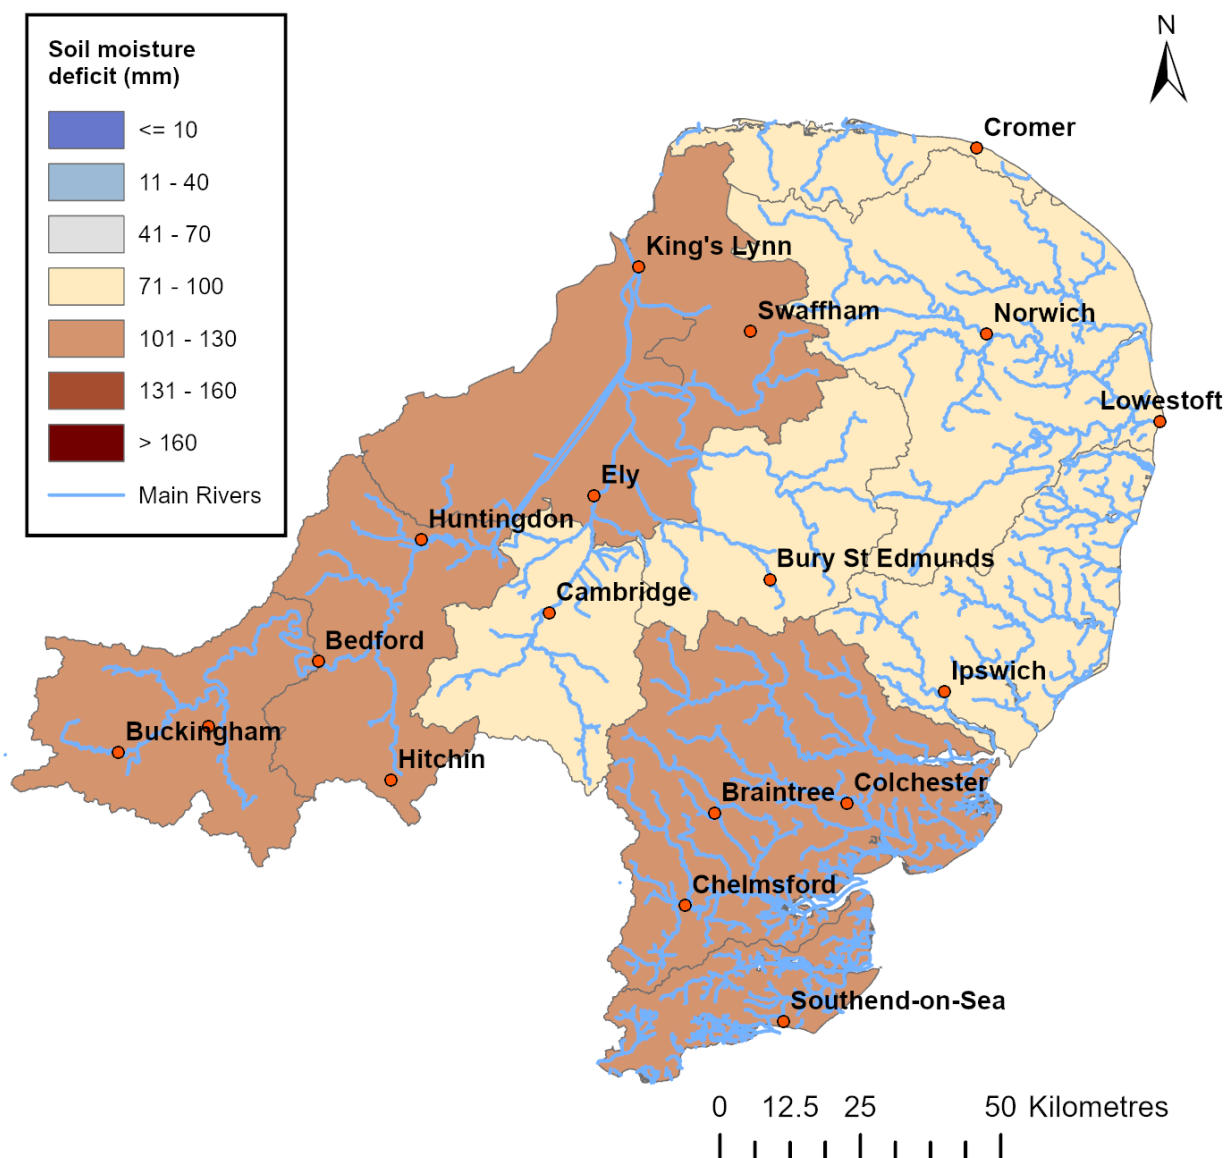 Soil moisture
deficit (mm)
<= 10
11 - 40
41 - 70
71 - 100
101 - 130
131 - 160
> 160
Main Rivers
N
Cromer
King's Lynn
Swaffham
Norwich
Lowestoft
Ely
Huntingdon
Bury St Edmunds
Cambridge
Bedford
Ipswich
Buckingham
Hitchin
Braintree
Colchester
Chelmsford
Southend-on-Sea
0 12.5 25 50 Kilometres